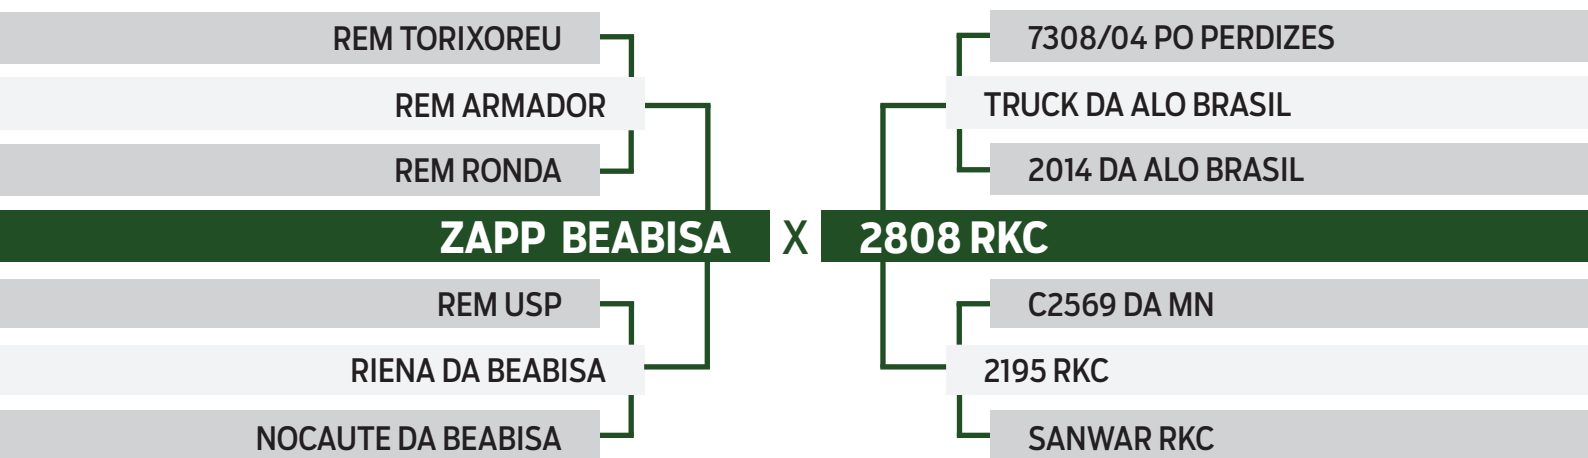 REM TORIXOREU
REM ARMADOR
REM RONDA
ZAPP BEABISA X 2808 RKC
REM USP
RIENA DA BEABISA
NOCAUTE DA BEABISA
7308/04 PO PERDIZES
TRUCK DA ALO BRASIL
2014 DA ALO BRASIL
C2569 DA MN
2195 RKC
SANWAR RKC